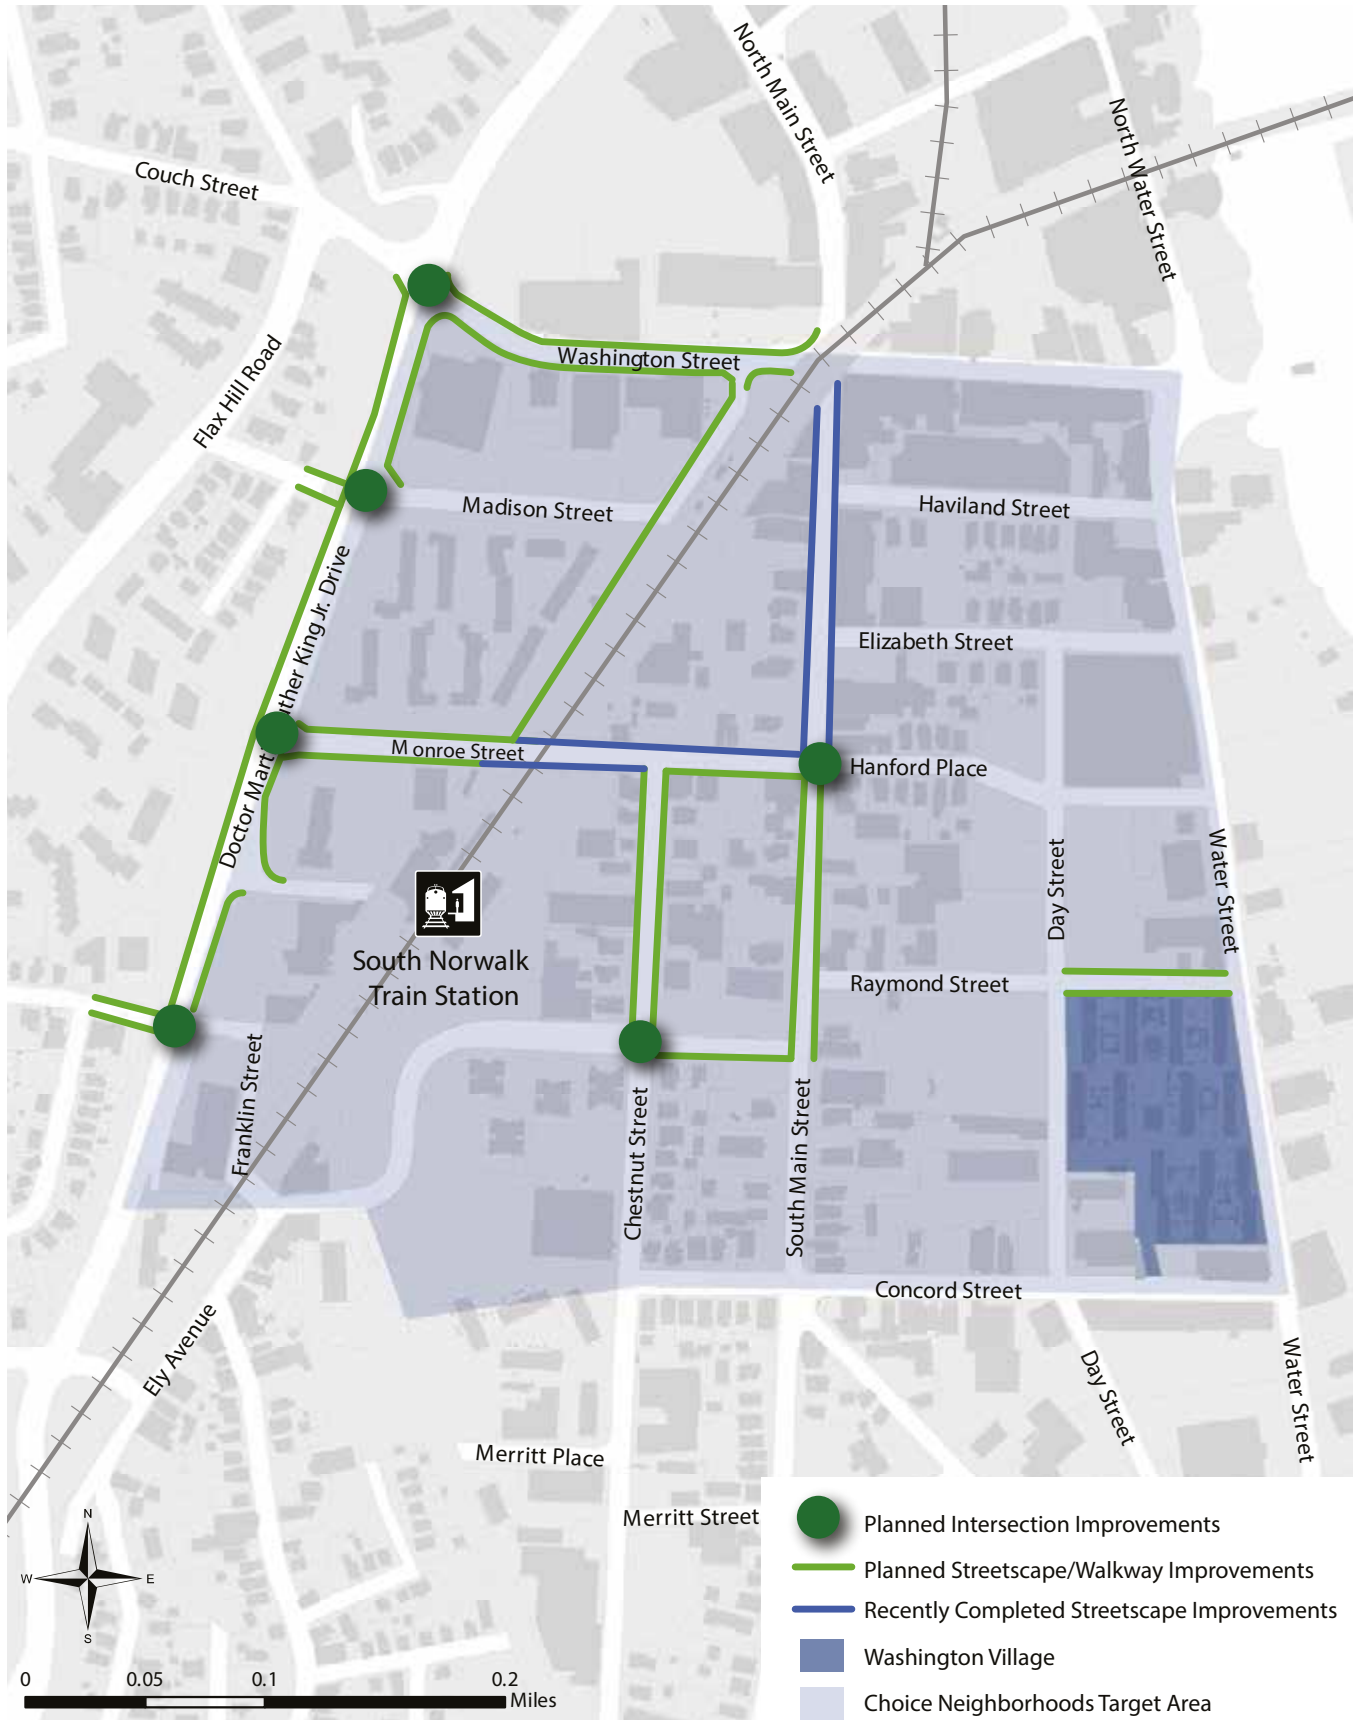 North Main Street
North Water Street
Couch Street
Flax Hill Road
Washington Street
Madison Street
Haviland Street
Elizabeth Street
Doctor Mart
uther King Jr. Drive
Monroe Street
Hanford Place
Day Street
Water Street
South Norwalk
Train Station
Raymond Street
Franklin Street
Chestnut Street
South Main Street
Concord Street
Ely Avenue
Day Street
Water Street
Merritt Place
Merritt Street
N
W
E
S
0
0.05
0.1
0.2
Miles
Planned Intersection Improvements
Planned Streetscape/Walkway Improvements
Recently Completed Streetscape Improvements
Washington Village
Choice Neighborhoods Target Area